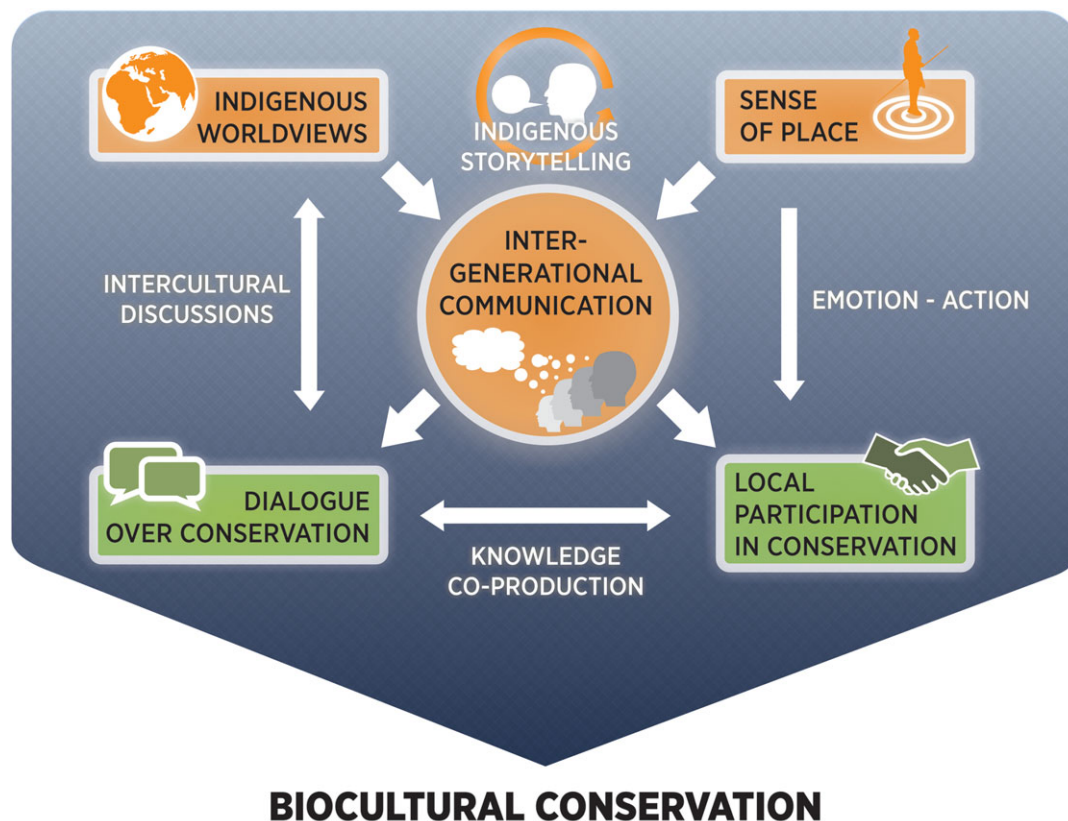 INDIGENOUS
WORLDVIEWS
INDIGENOUS
STORYTELLING
SENSE
OF PLACE
INTER-
GENERATIONAL
COMMUNICATION
INTERCULTURAL
DISCUSSIONS
EMOTION - ACTION
DIALOGUE
OVER CONSERVATION
KNOWLEDGE
CO-PRODUCTION
LOCAL
PARTICIPATION
IN CONSERVATION
BIOCULTURAL CONSERVATION